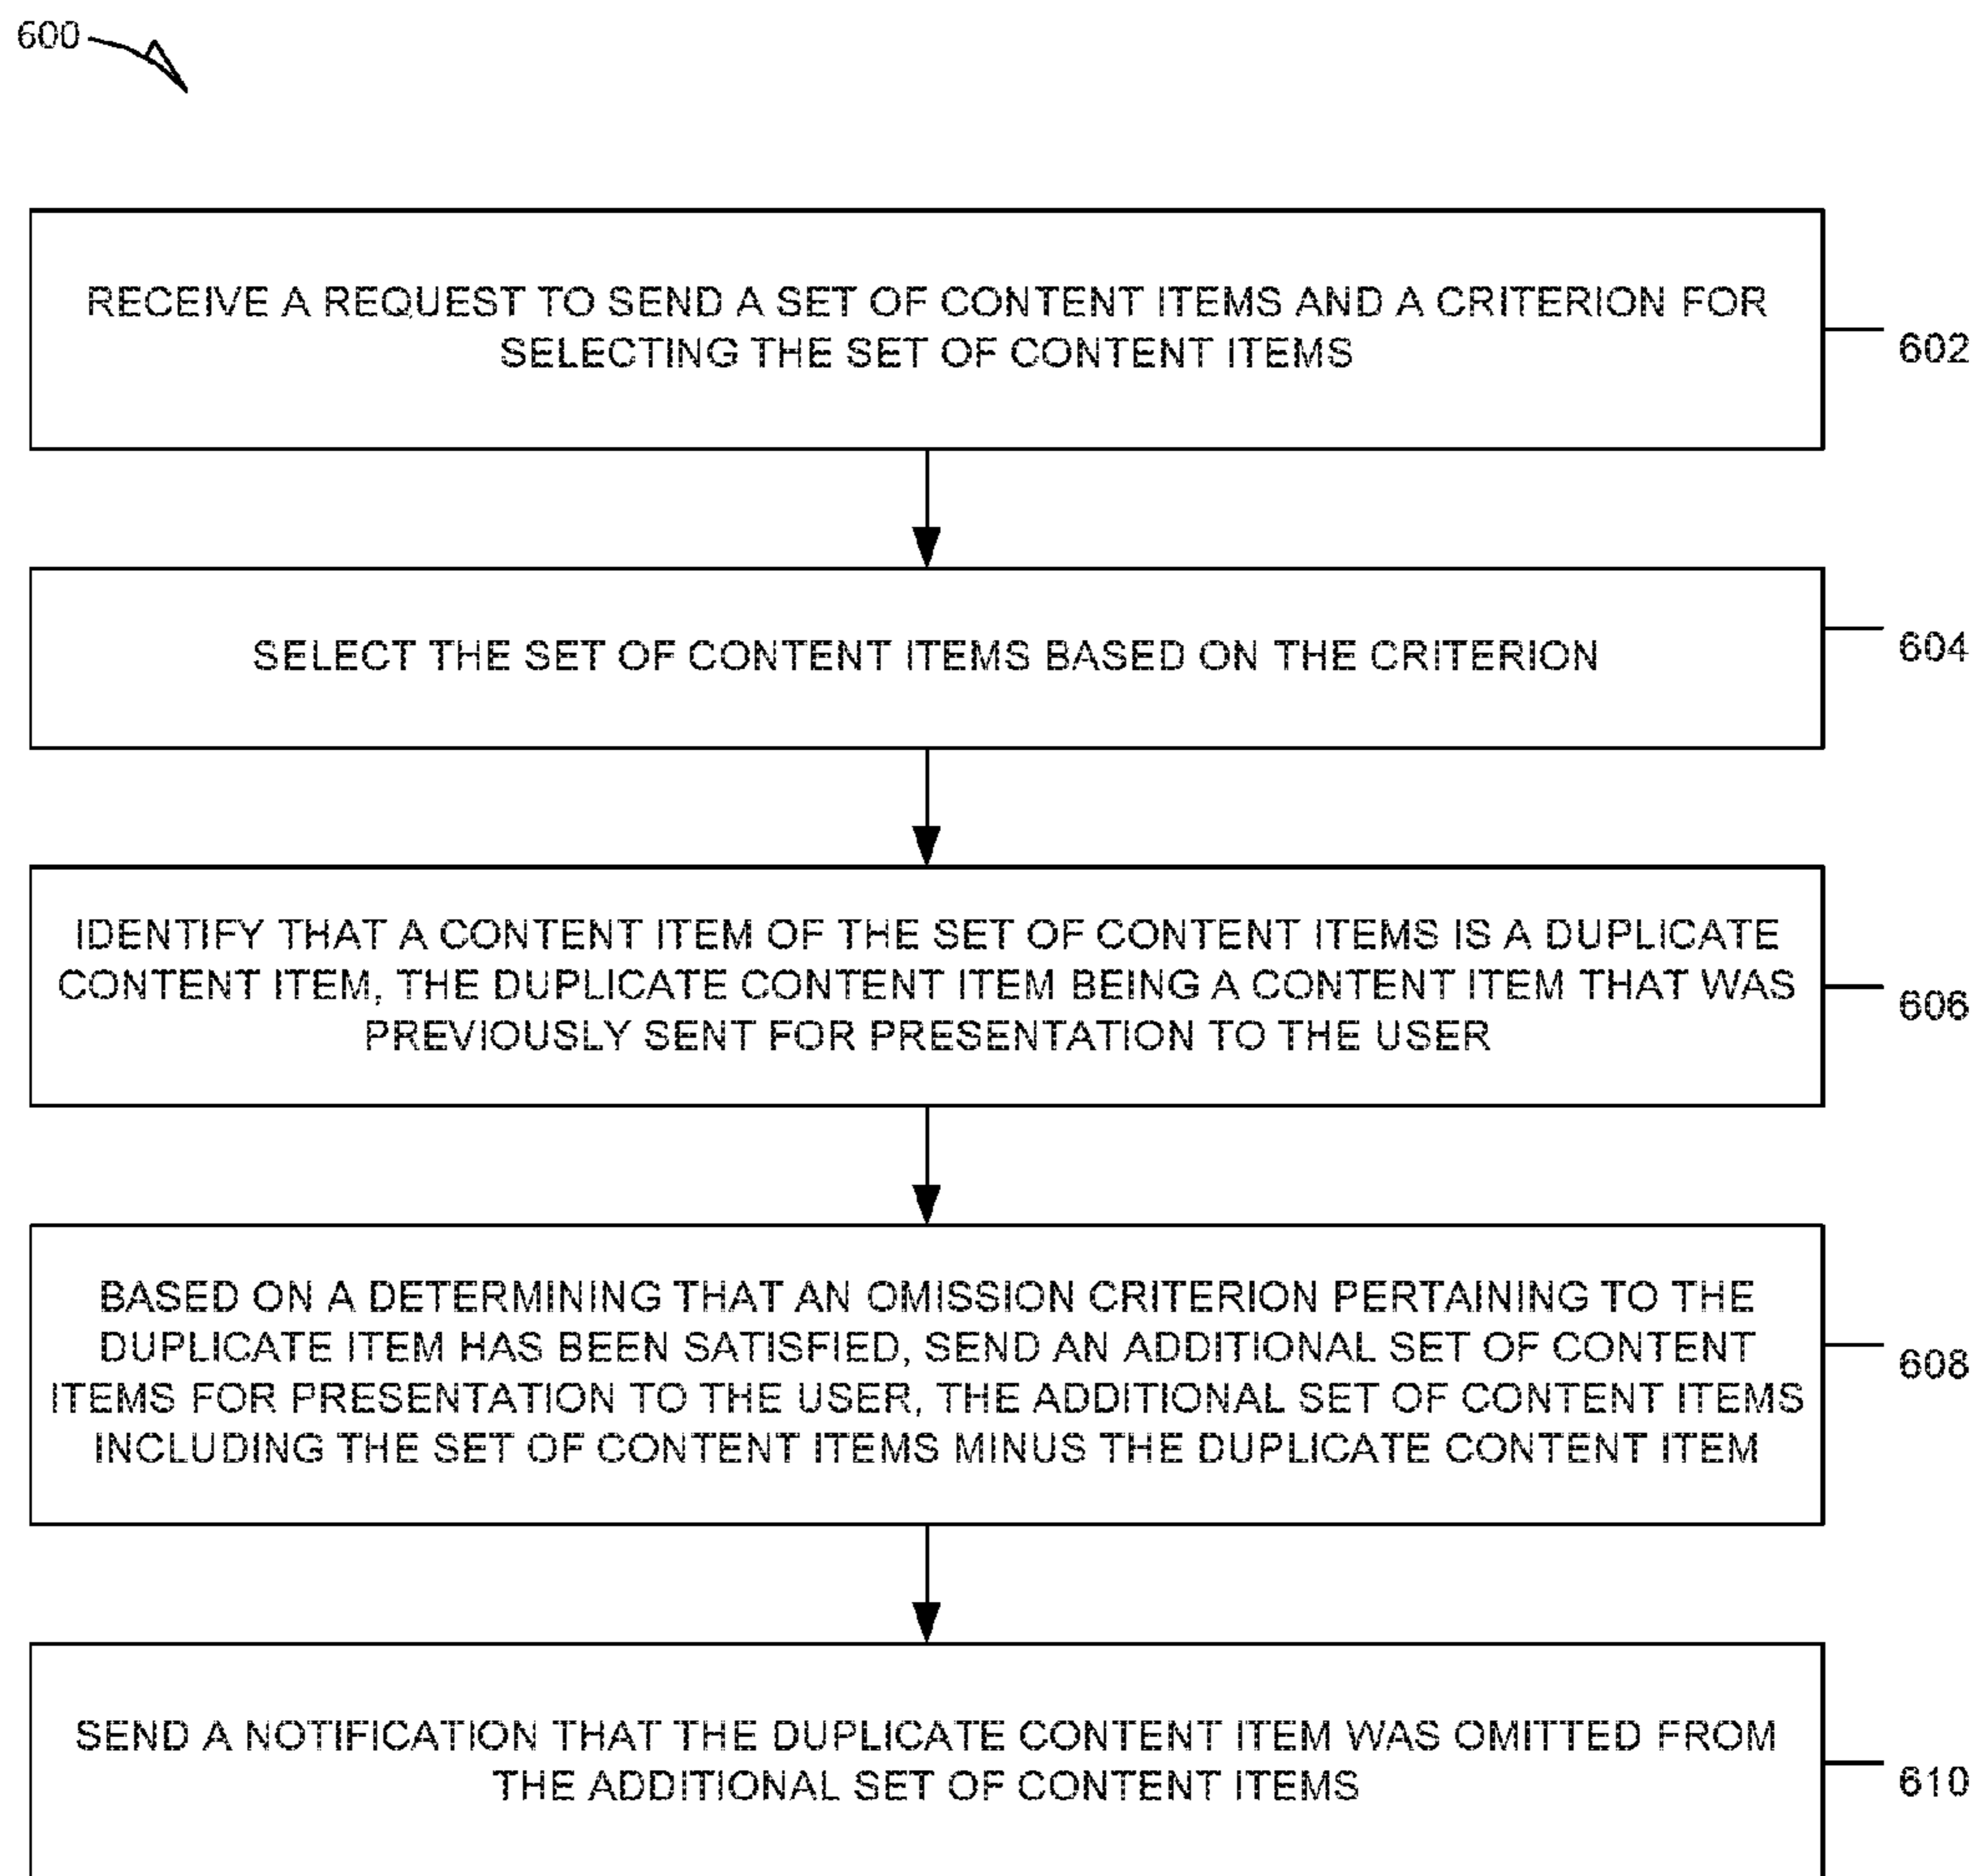 600
RECEIVE A REQUEST TO SEND A SET OF CONTENT ITEMS AND A CRITERION FOR
SELECTING THE SET OF CONTENT ITEMS
602
SELECT THE SET OF CONTENT ITEMS BASED ON THE CRITERION
604
IDENTIFY THAT A CONTENT ITEM OF THE SET OF CONTENT ITEMS IS A DUPLICATE
CONTENT ITEM, THE DUPLICATE CONTENT ITEM BEING A CONTENT ITEM THAT WAS
PREVIOUSLY SENT FOR PRESENTATION TO THE USER
606
BASED ON A DETERMINING THAT AN OMISSION CRITERION PERTAINING TO THE
DUPLICATE ITEM HAS BEEN SATISFIED, SEND AN ADDITIONAL SET OF CONTENT
ITEMS FOR PRESENTATION TO THE USER, THE ADDITIONAL SET OF CONTENT ITEMS
INCLUDING THE SET OF CONTENT ITEMS MINUS THE DUPLICATE CONTENT ITEM
608
SEND A NOTIFICATION THAT THE DUPLICATE CONTENT ITEM WAS OMITTED FROM
THE ADDITIONAL SET OF CONTENT ITEMS
610